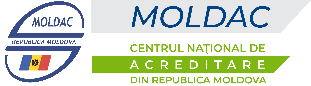 MOLDAC
REPUBLICA MOLDOVA
MOLDAC
CENTRUL NAȚIONAL DE
ACREDITARE
DIN REPUBLICA MOLDOVA